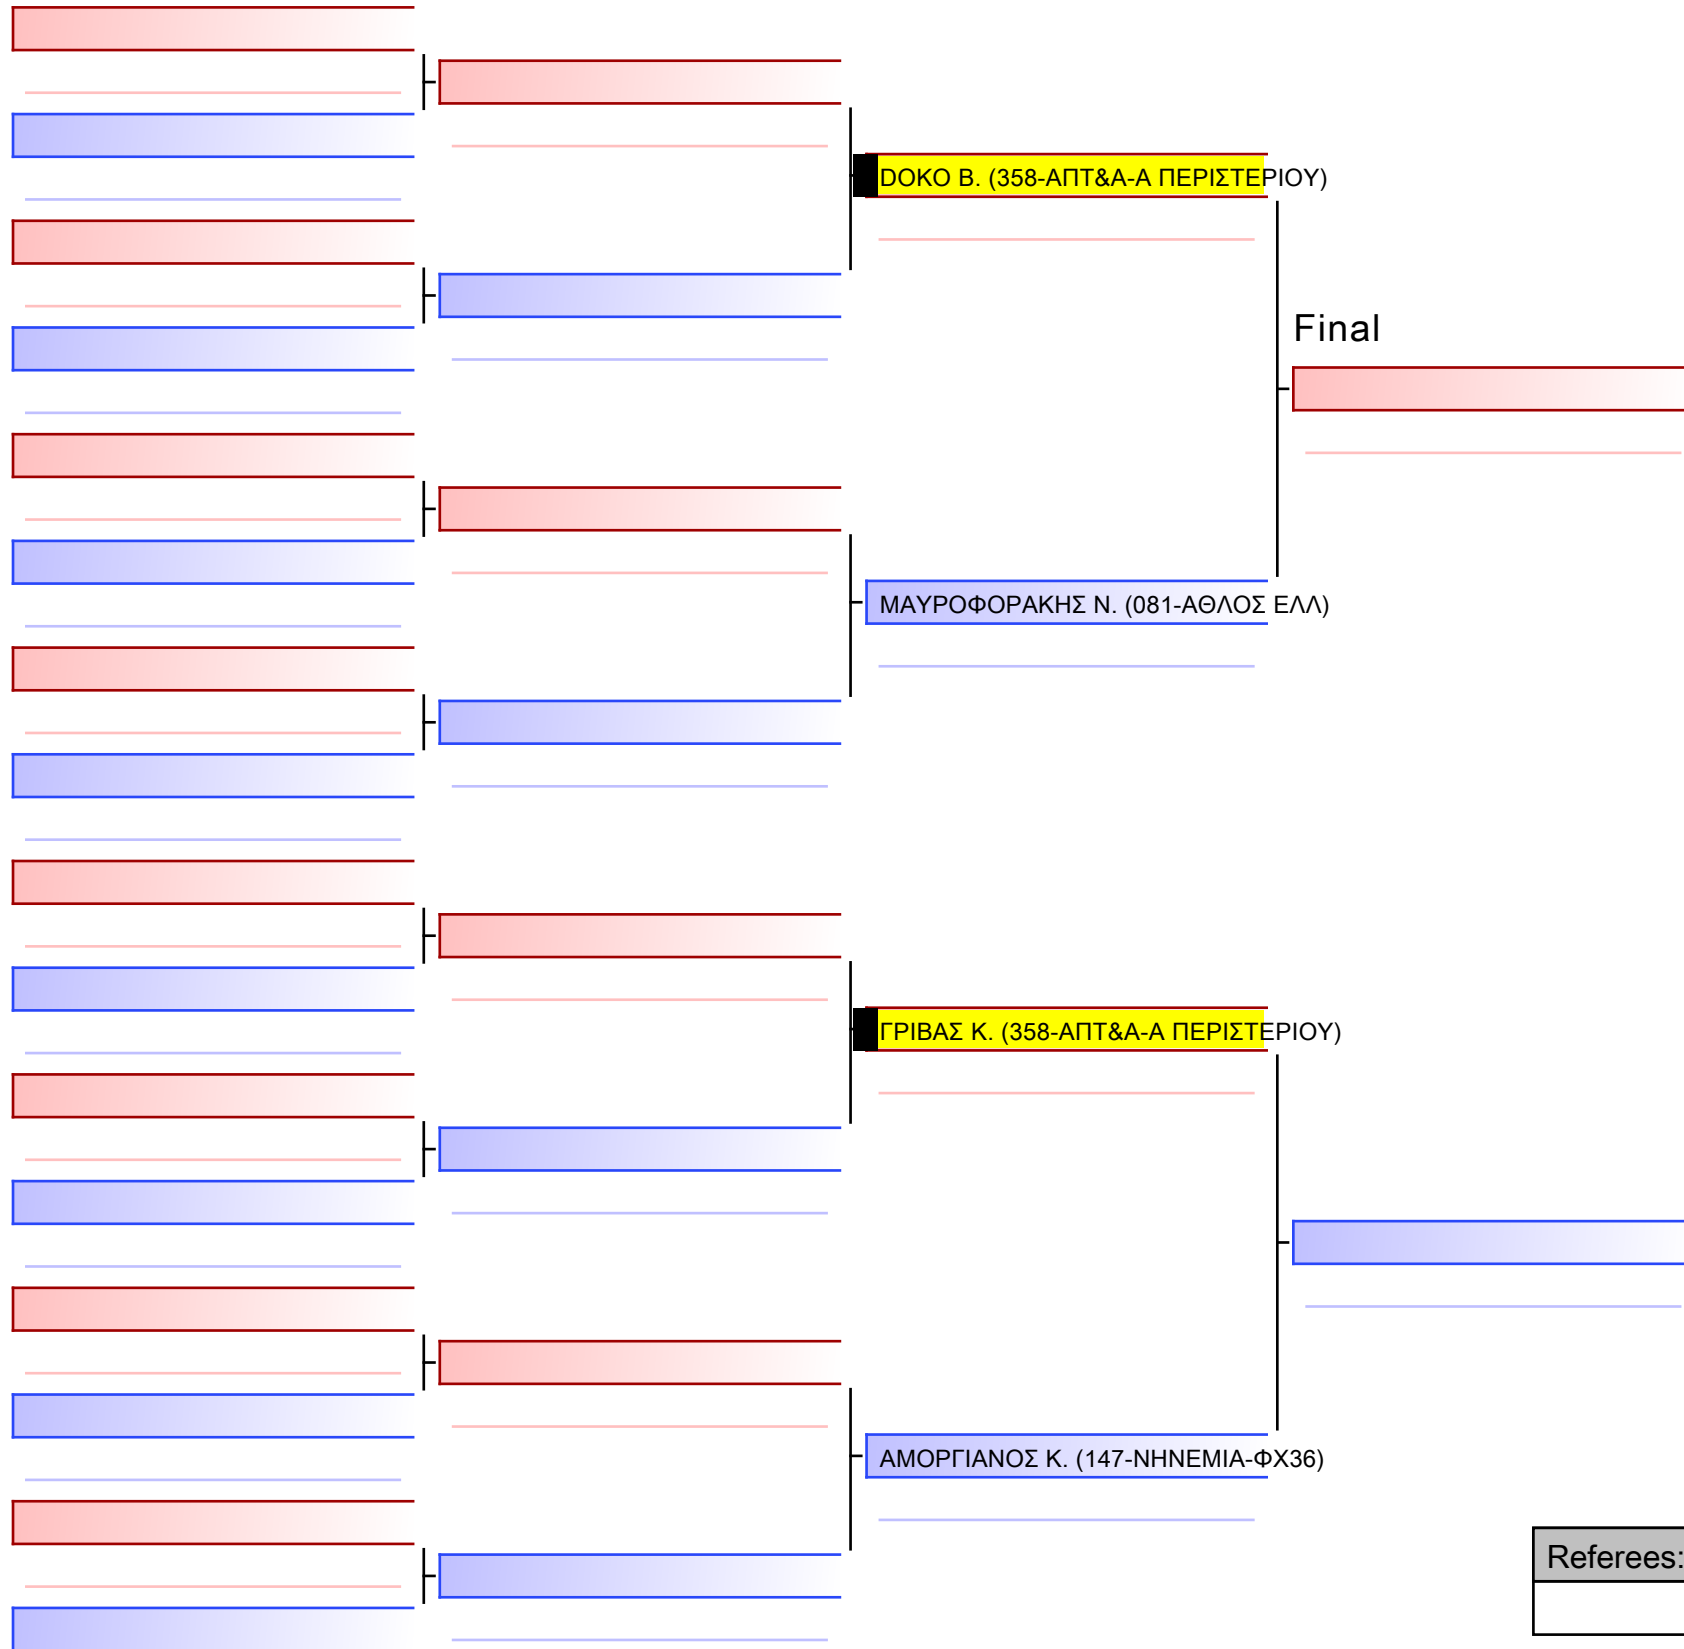 DOKO B. (358-ΑΠΤ&Α-Α ΠΕΡΙΣΤΕΡΙΟΥ)
Final
ΜΑΥΡΟΦΟΡΑΚΗΣ Ν. (081-ΑΘΛΟΣ ΕΛΛ)
ΓΡΙΒΑΣ Κ. (358-ΑΠΤ&Α-Α ΠΕΡΙΣΤΕΡΙΟΥ)
ΑΜΟΡΓΙΑΝΟΣ Κ. (147-ΝΗΝΕΜΙΑ-ΦΧ36)
Referees: